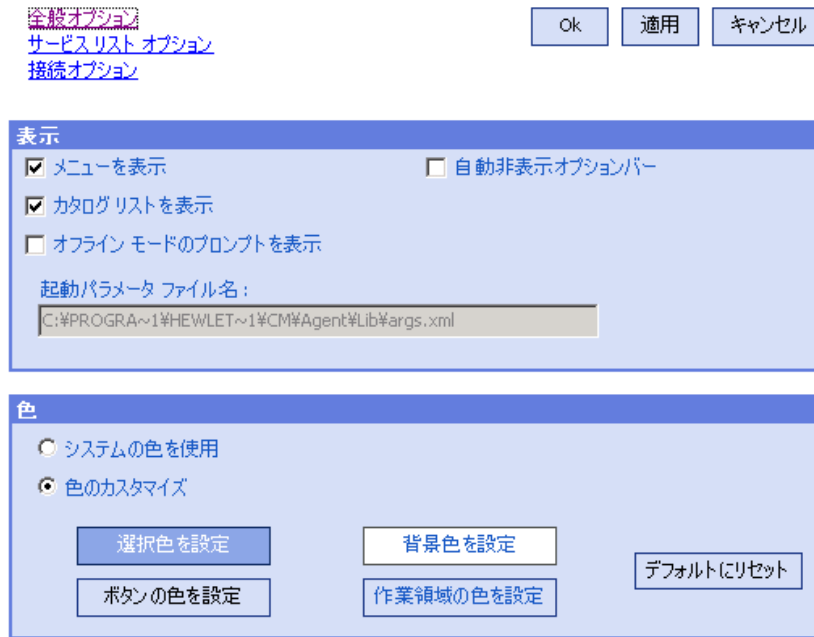 全般オプション
サービス リスト オプション
接続オプション
Ok 適用 キャンセル
表示
メニューを表示 自動非表示オプションバー
カタログ リストを表示
オフライン モードのプロンプトを表示
起動パラメータ ファイル名 :
C:¥PROGRA~1¥HEWLET~1¥CM¥Agent¥Lib¥args.xml
色
システムの色を使用
色のカスタマイズ
選択色を設定 背景色を設定
デフォルトにリセット
ボタンの色を設定 作業領域の色を設定